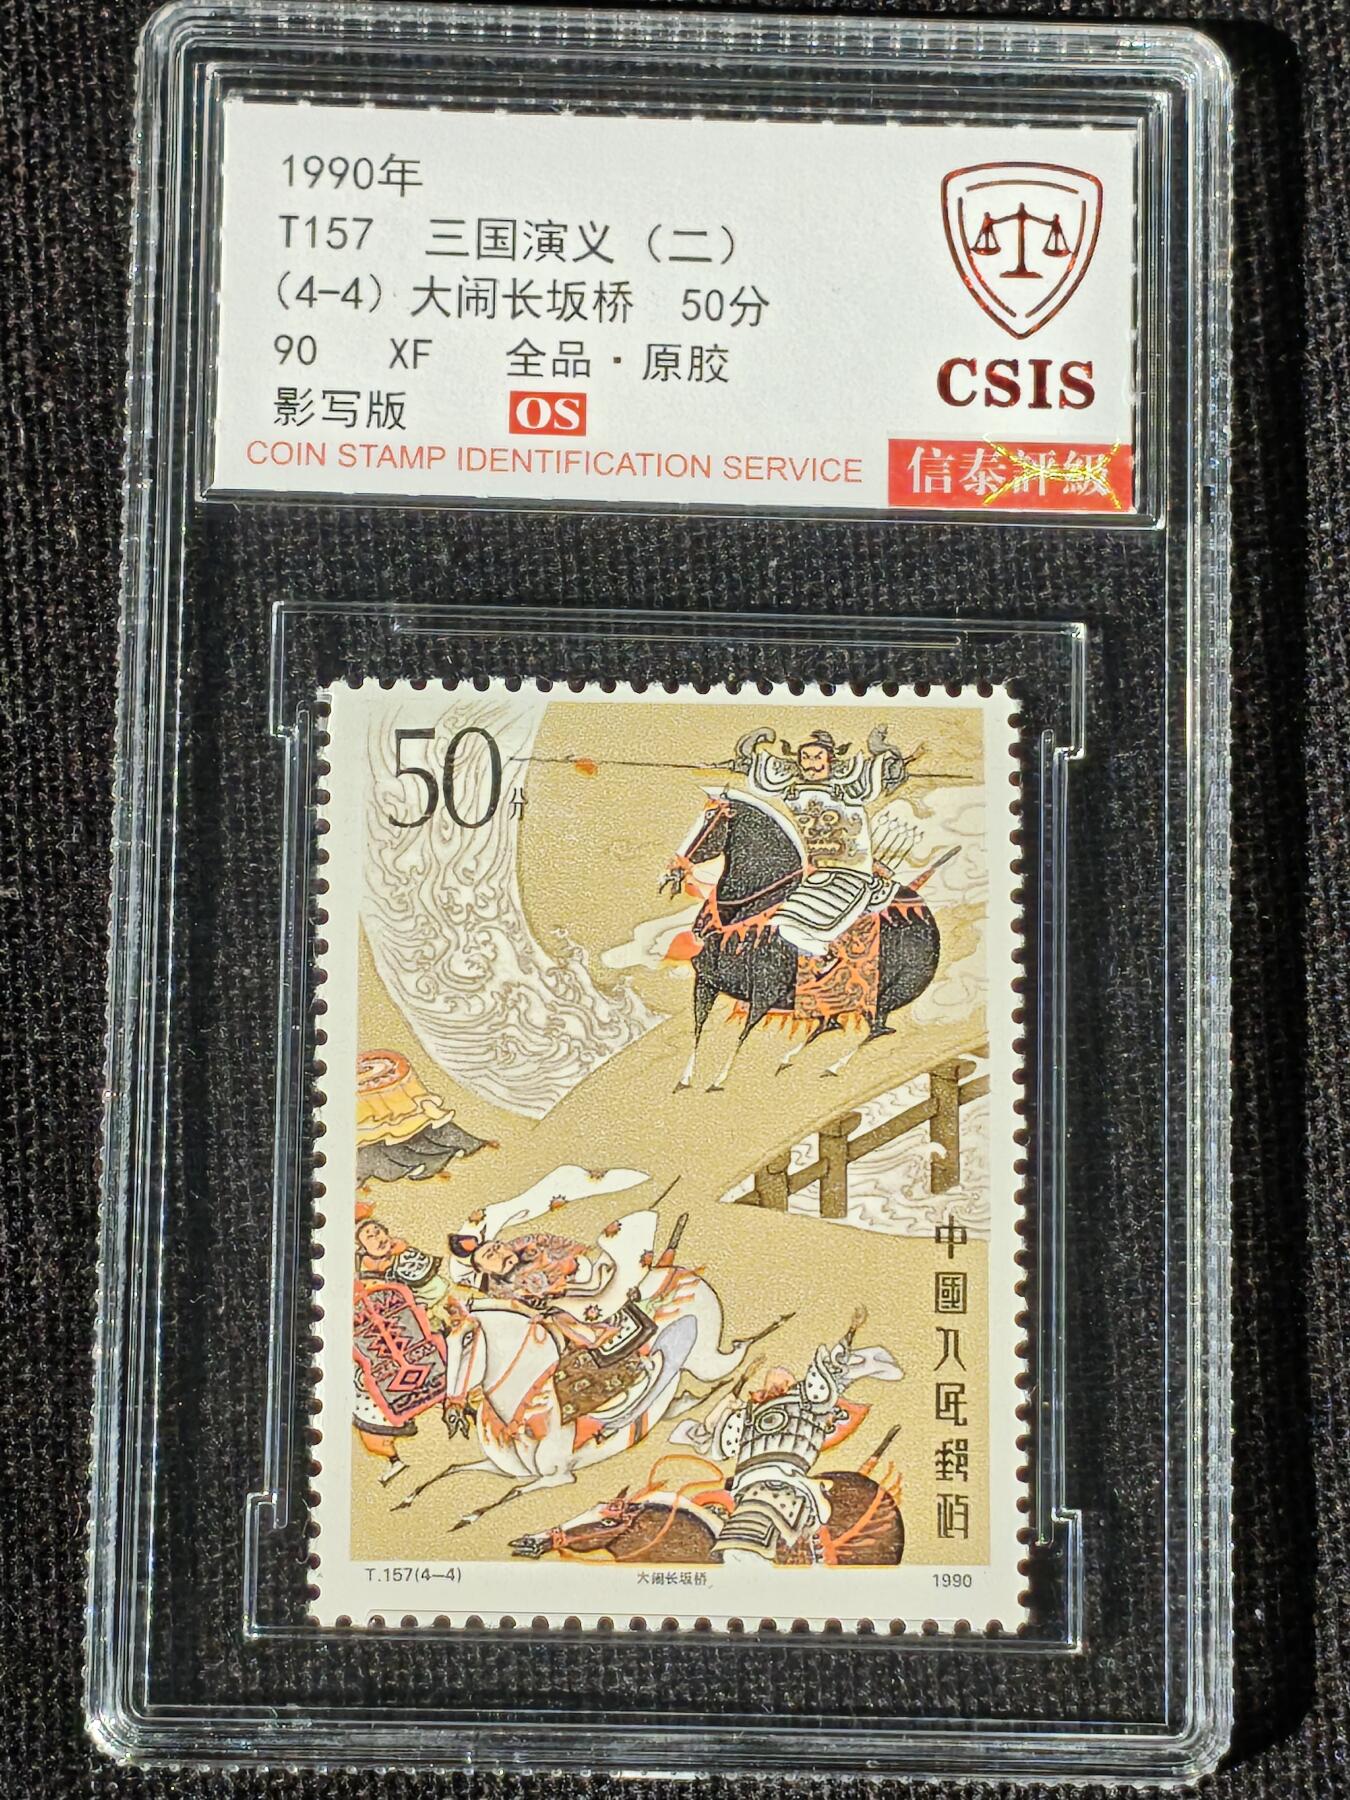 1990年
T157 三国演义（二）
（4-4）大闹长坂桥 50分
90 XF 全品·原胶
影写版 OS
COIN STAMP IDENTIFICATION SERVICE
CSIS
信泰評級
50分
中國人民郵政
T.157(4—4) 大闹长坂桥 1990